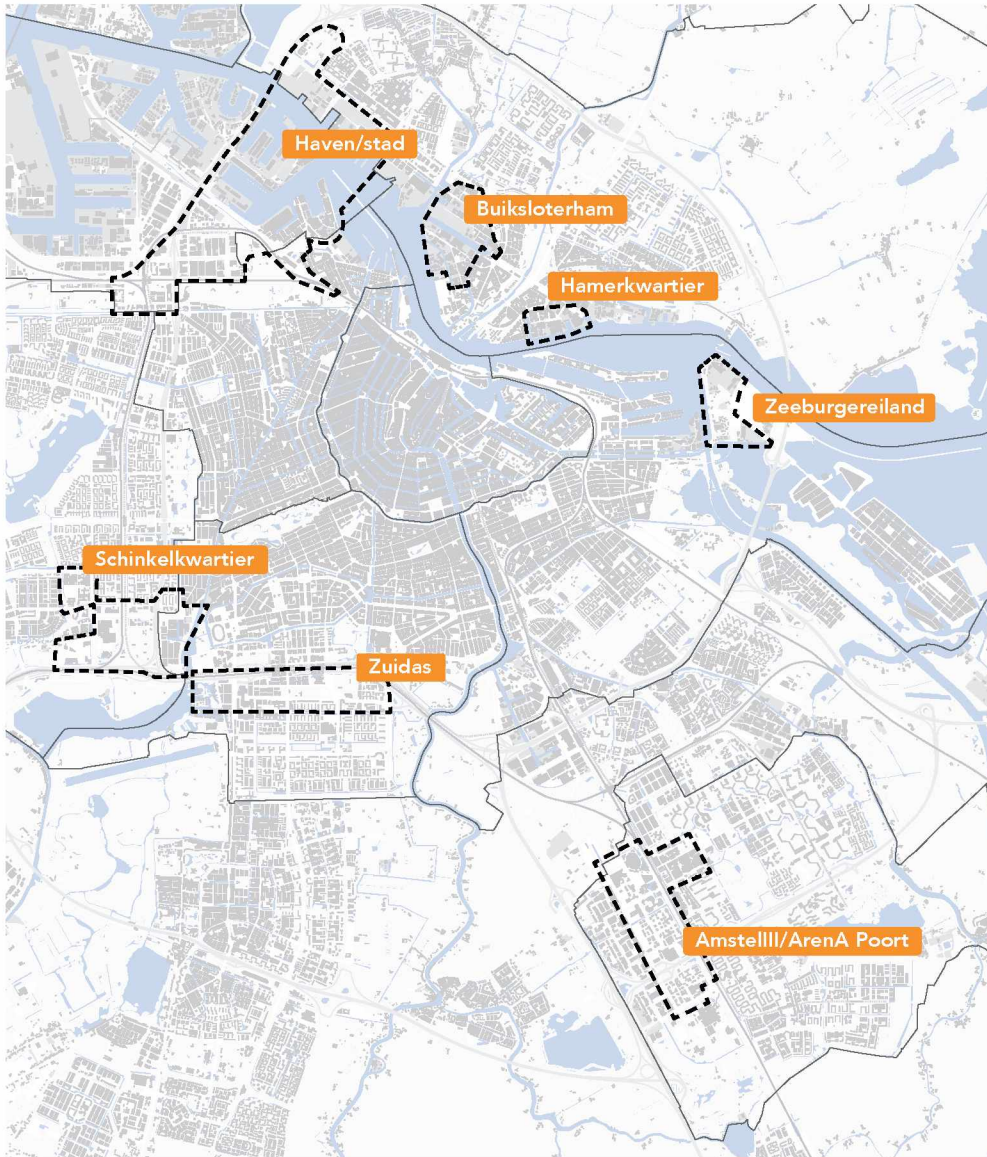 Haven/stad
Buiksloterham
Hamerkwartier
Zeeburgereiland
Schinkelkwartier
Zuidas
AmstelIII/ArenA Poort